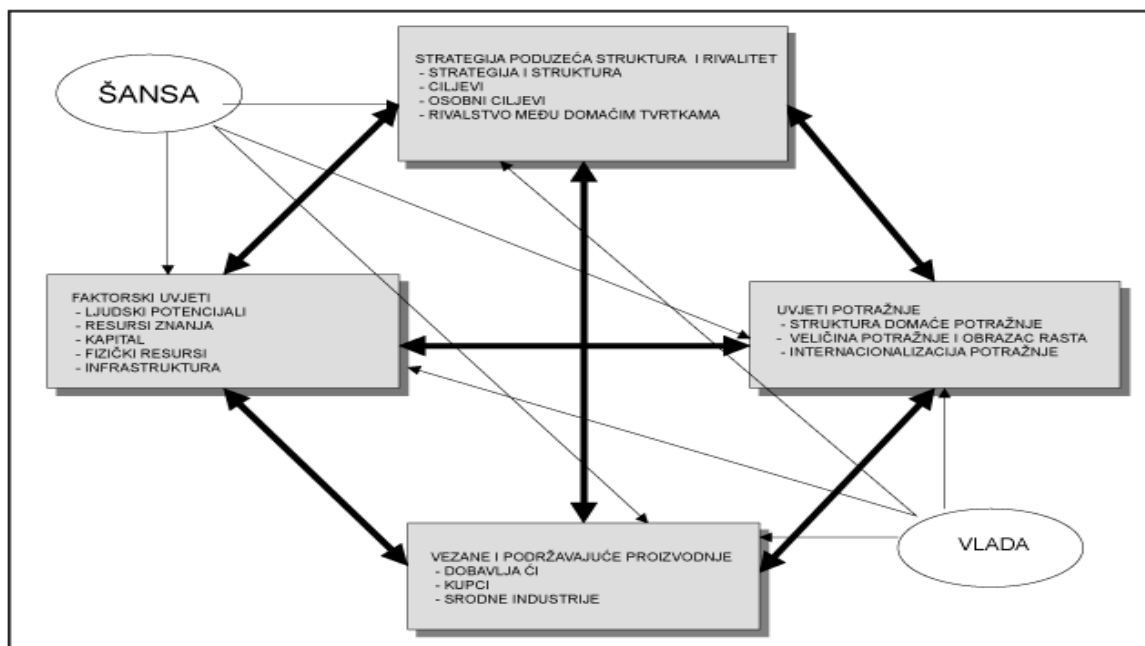 STRATEGIJA PODUZEĆA STRUKTURA I RIVALITET
- STRATEGIJA I STRUKTURA
- CILJEVI
- OSOBNI CILJEVI
- RIVALSTVO MEĐU DOMAĆIM TVRTKAMA
ŠANSA
FAKTORSKI UVJETI
- LJUDSKI POTENCIJALI
- RESURSI ZNANJA
- KAPITAL
- FIZIČKI RESURSI
- INFRASTRUKTURA
UVJETI POTRAŽNJE
- STRUKTURA DOMAĆE POTRAŽNJE
- VELIČINA POTRAŽNJE I OBRAZAC RASTA
- INTERNACIONALIZACIJA POTRAŽNJE
VEZANE I PODRŽAVAJUĆE PROIZVODNJE
- DOBAVLJA ĆI
- KUPCI
- SRODNE INDUSTRIJE
VLADA